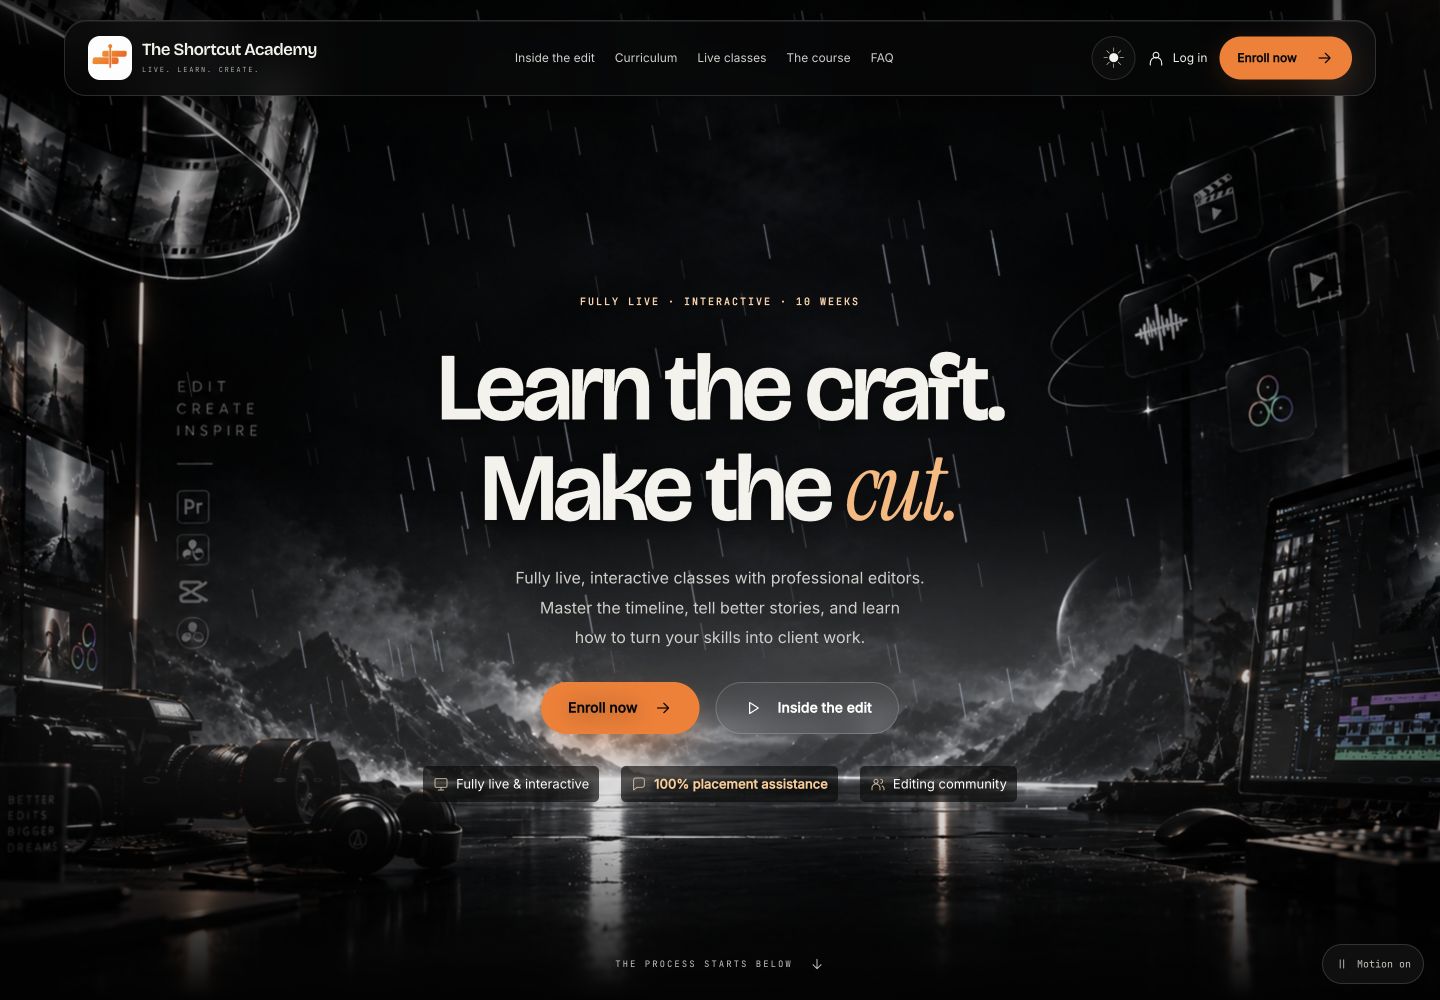 The Shortcut Academy
LIVE. LEARN. CREATE.
Inside the edit
Curriculum
Live classes
The course
FAQ
Log in
Enroll now
FULLY LIVE · INTERACTIVE · 10 WEEKS
Learn the craft.
Make the cut.
Fully live, interactive classes with professional editors.
Master the timeline, tell better stories, and learn
how to turn your skills into client work.
Enroll now
Inside the edit
Fully live & interactive
100% placement assistance
Editing community
EDIT
CREATE
INSPIRE
Pr
BETTER
EDITS
BIGGER
DREAMS
THE PROCESS STARTS BELOW
Motion on